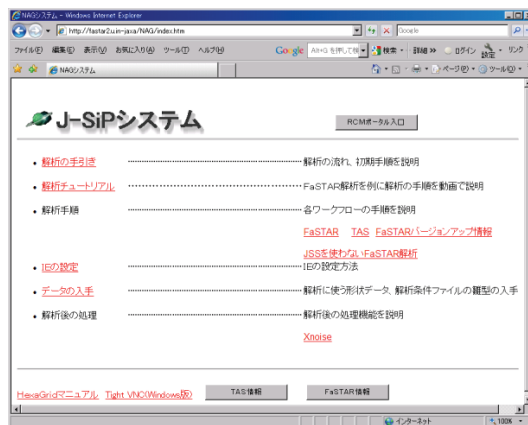 NAGシステム - Windows Internet Explorer
http://fastar2.u.in-jaxa/NAG/index.htm
Google
ファイル(F) 編集(E) 表示(V) お気に入り(A) ツール(T) ヘルプ(H)
Google
検索
詳細 »
ログイン
設定
リンク
NAGシステム
ページ(P)
ツール(O)
J-SiPシステム
RCMポータル入口
• 解析の手引き 解析の流れ、初期手順を説明
• 解析チュートリアル FaSTAR解析を例に解析の手順を動画で説明
• 解析手順 各ワークフローの手順を説明
FaSTAR TAS FaSTARバージョンアップ情報
JSSを使わないFaSTAR解析
• IEの設定 IEの設定方法
• データの入手 解析に使う形状データ、解析条件ファイルの雛型の入手
• 解析後の処理 解析後の処理機能を説明
Xnoise
HexaGridマニュアル Tight VNC(Windows版) TAS情報 FaSTAR情報
インターネット 100%